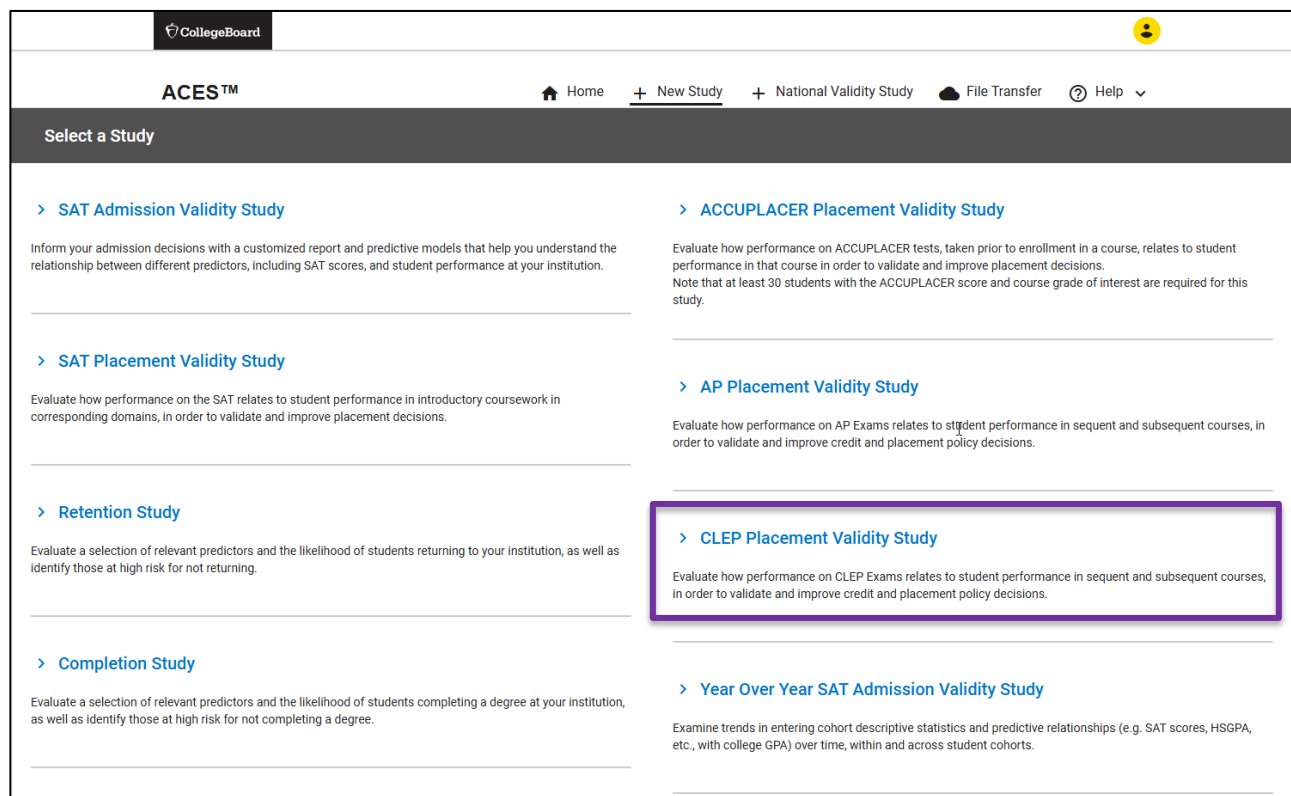 CollegeBoard
ACES™
Home
New Study
National Validity Study
File Transfer
Help
Select a Study
SAT Admission Validity Study
Inform your admission decisions with a customized report and predictive models that help you understand the
relationship between different predictors, including SAT scores, and student performance at your institution.
SAT Placement Validity Study
Evaluate how performance on the SAT relates to student performance in introductory coursework in
corresponding domains, in order to validate and improve placement decisions.
Retention Study
Evaluate a selection of relevant predictors and the likelihood of students returning to your institution, as well as
identify those at high risk for not returning.
Completion Study
Evaluate a selection of relevant predictors and the likelihood of students completing a degree at your institution,
as well as identify those at high risk for not completing a degree.
ACCUPLACER Placement Validity Study
Evaluate how performance on ACCUPLACER tests, taken prior to enrollment in a course, relates to student
performance in that course in order to validate and improve placement decisions.
Note that at least 30 students with the ACCUPLACER score and course grade of interest are required for this
study.
AP Placement Validity Study
Evaluate how performance on AP Exams relates to student performance in sequent and subsequent courses, in
order to validate and improve credit and placement policy decisions.
CLEP Placement Validity Study
Evaluate how performance on CLEP Exams relates to student performance in sequent and subsequent courses,
in order to validate and improve credit and placement policy decisions.
Year Over Year SAT Admission Validity Study
Examine trends in entering cohort descriptive statistics and predictive relationships (e.g. SAT scores, HSGPA,
etc., with college GPA) over time, within and across student cohorts.